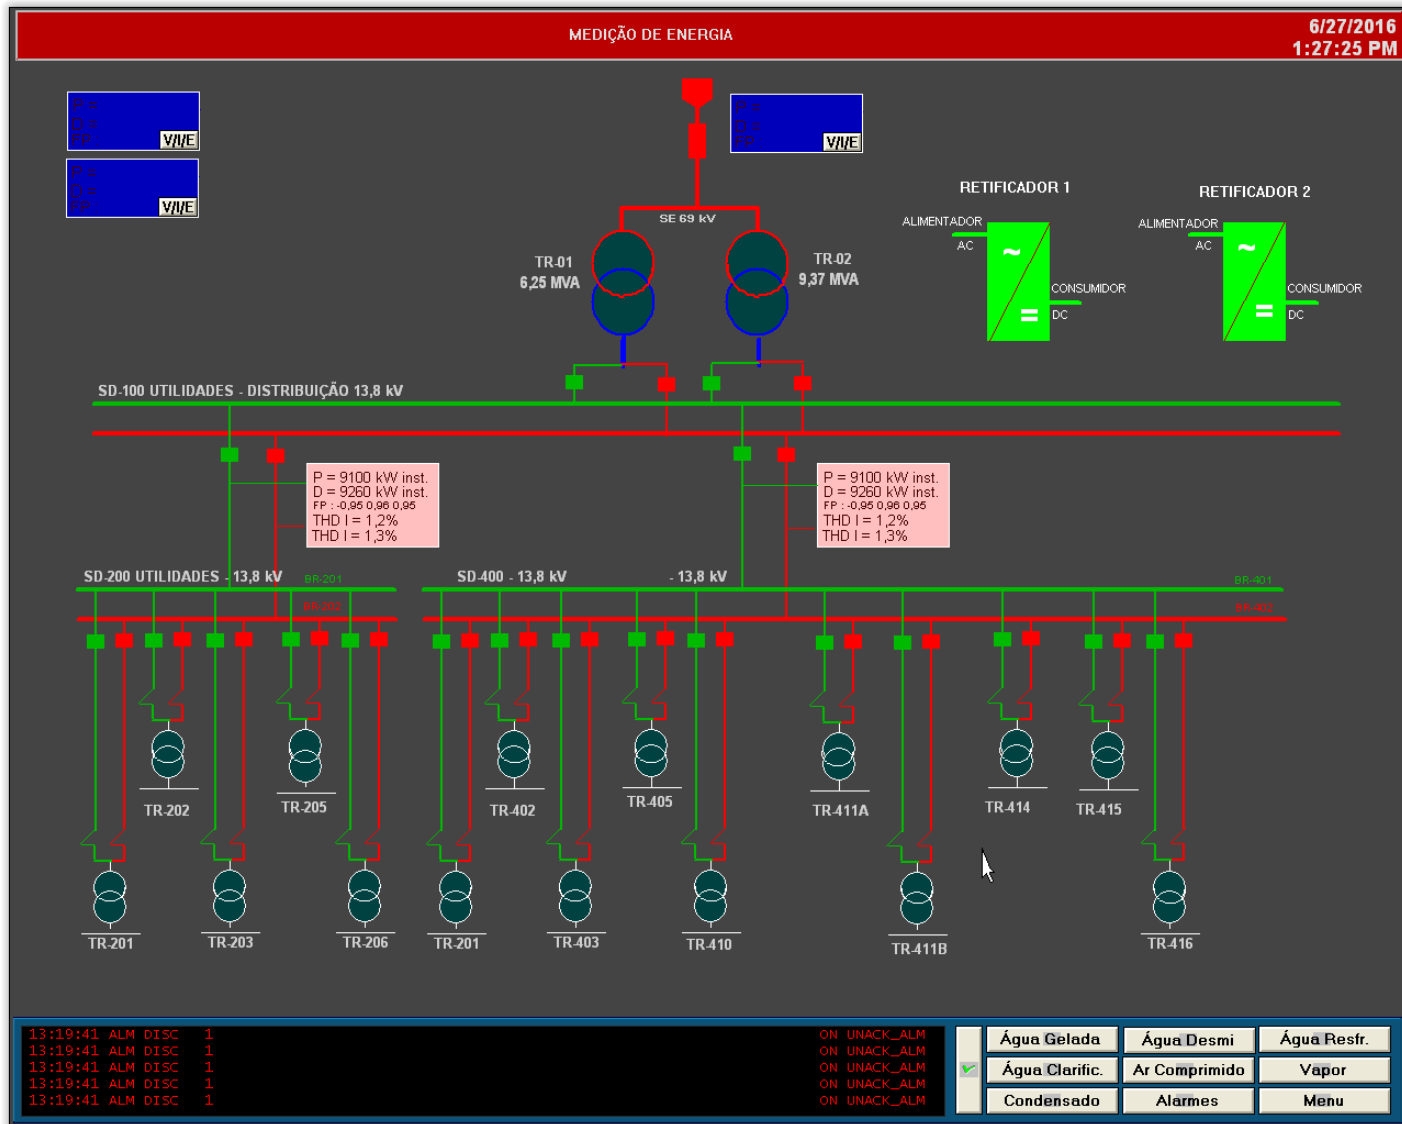 MEDIÇÃO DE ENERGIA
6/27/2016
1:27:25 PM
P =
D =
FP
V/I/E
V/I/E
V/I/E
SE 69 kV
TR-01
6,25 MVA
TR-02
9,37 MVA
RETIFICADOR 1
ALIMENTADOR
AC
CONSUMIDOR
DC
RETIFICADOR 2
ALIMENTADOR
AC
CONSUMIDOR
DC
SD-100 UTILIDADES - DISTRIBUIÇÃO 13,8 kV
P = 9100 kW inst.
D = 9260 kW inst.
FP : -0,95 0,96 0,95
THD I = 1,2%
THD I = 1,3%
P = 9100 kW inst.
D = 9260 kW inst.
FP : -0,95 0,96 0,95
THD I = 1,2%
THD I = 1,3%
SD-200 UTILIDADES - 13,8 kV
BR-201
BR-202
SD-400 - 13,8 kV
- 13,8 kV
BR-401
BR-402
TR-202
TR-205
TR-402
TR-405
TR-411A
TR-414
TR-415
TR-201
TR-203
TR-206
TR-201
TR-403
TR-410
TR-411B
TR-416
13:19:41 ALM DISC 1 ON UNACK_ALM
13:19:41 ALM DISC 1 ON UNACK_ALM
13:19:41 ALM DISC 1 ON UNACK_ALM
13:19:41 ALM DISC 1 ON UNACK_ALM
13:19:41 ALM DISC 1 ON UNACK_ALM
Água Gelada
Água Desmi
Água Resfr.
Água Clarific.
Ar Comprimido
Vapor
Condensado
Alarmes
Menu